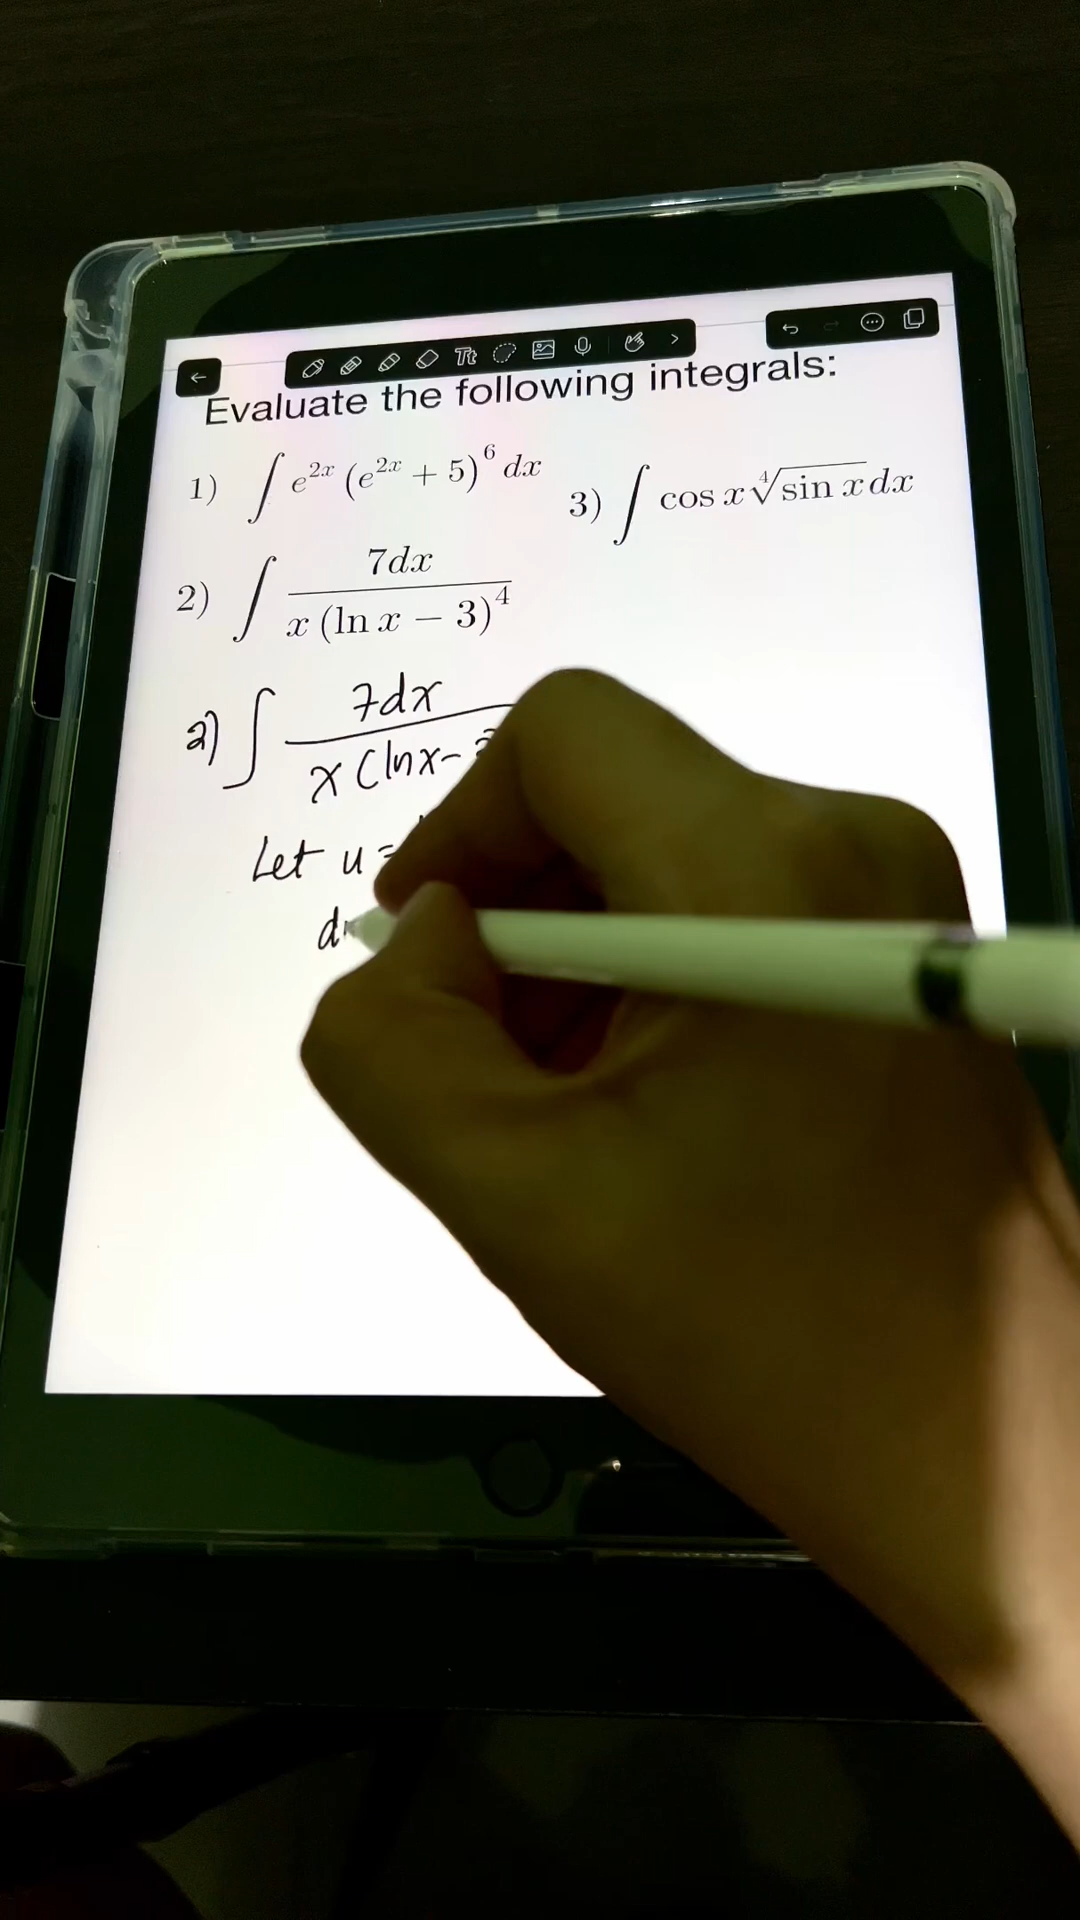 Evaluate the following integrals:
1) ∫ e^{2x} (e^{2x} + 5)^6 dx
3) ∫ cos x ∜(sin x) dx
2) ∫ 7dx / x (ln x − 3)^4
2) ∫ 7dx / x (lnx-
Let u =
d